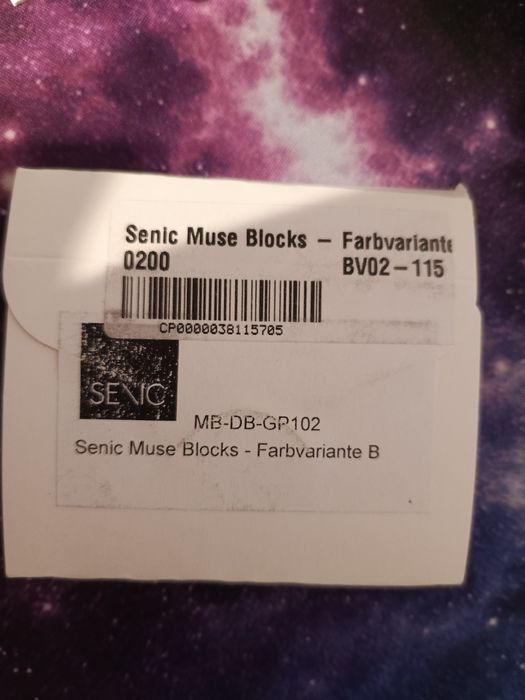 Senic Muse Blocks – Farbvariante
0200 BV02-115
CP0000038115705
SENIC
MB-DB-GP102
Senic Muse Blocks - Farbvariante B